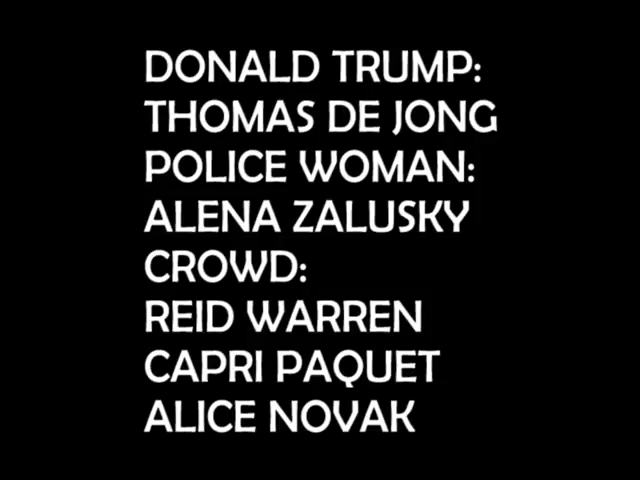 DONALD TRUMP:
THOMAS DE JONG
POLICE WOMAN:
ALENA ZALUSKY
CROWD:
REID WARREN
CAPRI PAQUET
ALICE NOVAK